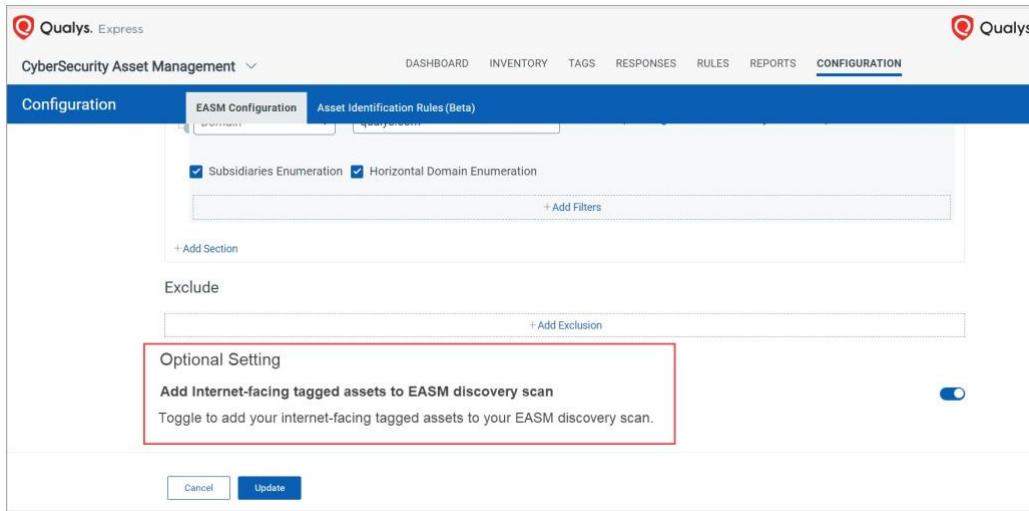 Qualys. Express
Qualys
CyberSecurity Asset Management
DASHBOARD INVENTORY TAGS RESPONSES RULES REPORTS CONFIGURATION
Configuration
EASM Configuration Asset Identification Rules (Beta)
Domain qualys.com
Subsidiaries Enumeration Horizontal Domain Enumeration
+ Add Filters
+ Add Section
Exclude
+ Add Exclusion
Optional Setting
Add Internet-facing tagged assets to EASM discovery scan
Toggle to add your internet-facing tagged assets to your EASM discovery scan.
Cancel Update